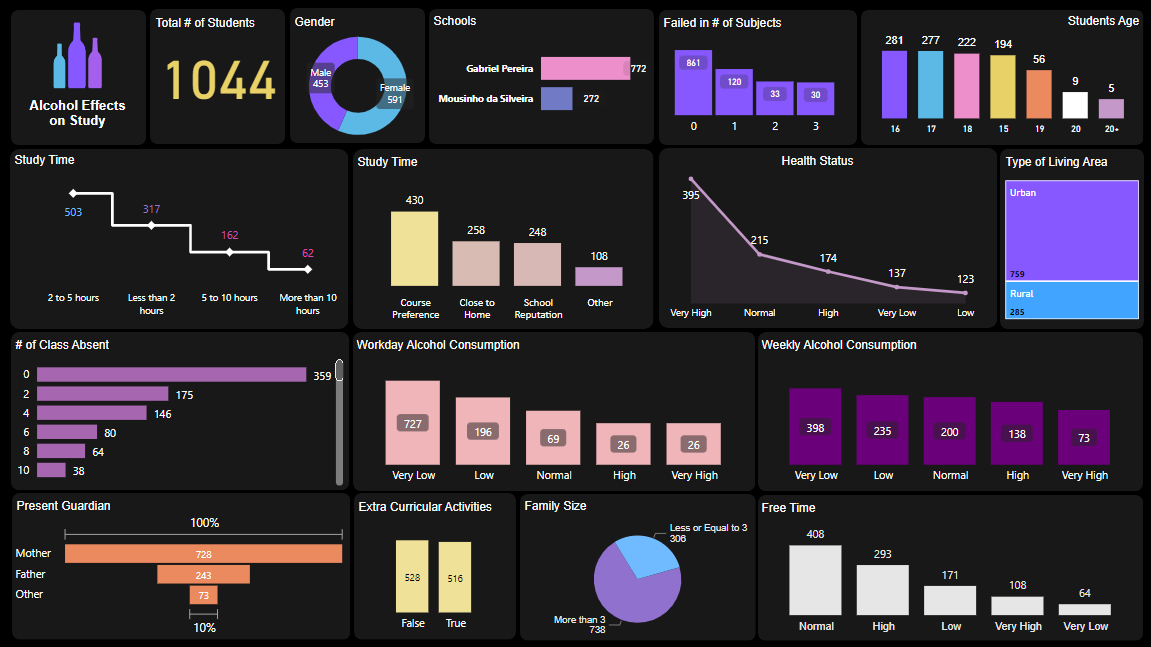 Alcohol Effects
on Study
Total # of Students
1044
Gender
Male
453
Female
591
Schools
Gabriel Pereira
772
Mousinho da Silveira
272
Failed in # of Subjects
861
120
33
30
0
1
2
3
Students Age
281
277
222
194
56
9
5
16
17
18
15
19
20
20+
Study Time
503
317
162
62
2 to 5 hours
Less than 2
hours
5 to 10 hours
More than 10
hours
Study Time
430
258
248
108
Course
Preference
Close to
Home
School
Reputation
Other
Health Status
395
215
174
137
123
Very High
Normal
High
Very Low
Low
Type of Living Area
Urban
759
Rural
285
# of Class Absent
0
359
2
175
4
146
6
80
8
64
10
38
Workday Alcohol Consumption
727
196
69
26
26
Very Low
Low
Normal
High
Very High
Weekly Alcohol Consumption
398
235
200
138
73
Very Low
Low
Normal
High
Very High
Present Guardian
100%
Mother
728
Father
243
Other
73
10%
Extra Curricular Activities
528
516
False
True
Family Size
Less or Equal to 3
306
More than 3
738
Free Time
408
293
171
108
64
Normal
High
Low
Very High
Very Low